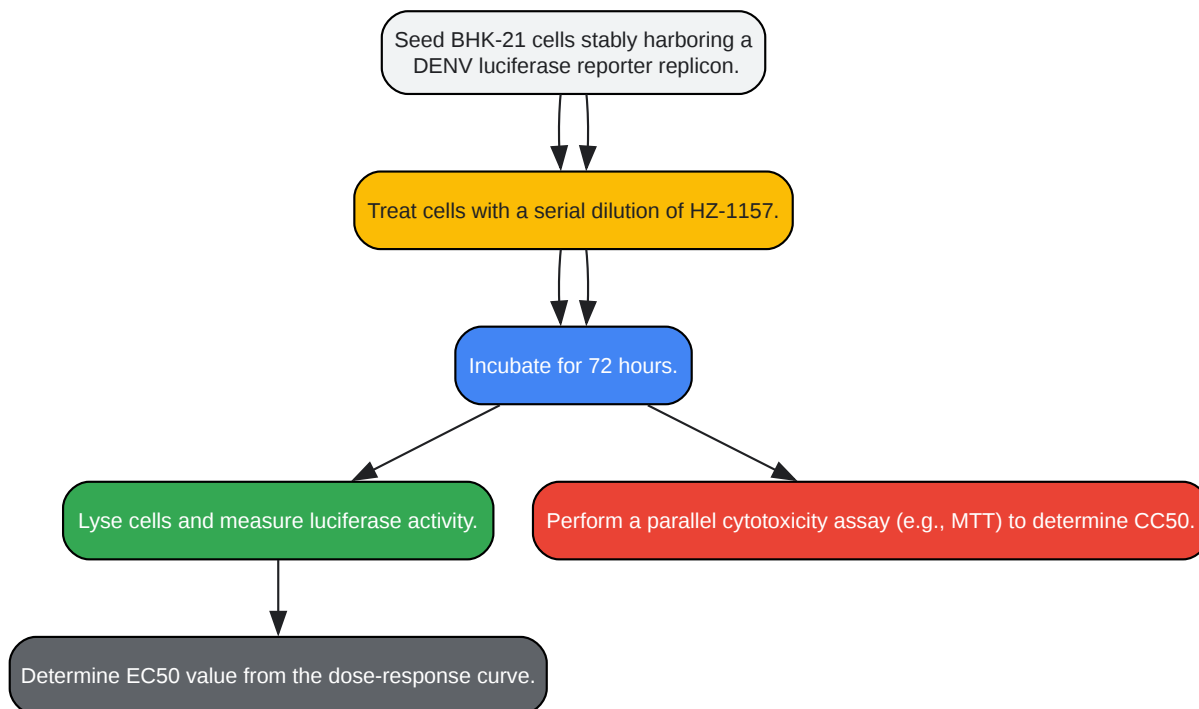 Seed BHK-21 cells stably harboring a
DENV luciferase reporter replicon.
Treat cells with a serial dilution of HZ-1157.
Incubate for 72 hours.
Lyse cells and measure luciferase activity.
Perform a parallel cytotoxicity assay (e.g., MTT) to determine CC50.
Determine EC50 value from the dose-response curve.